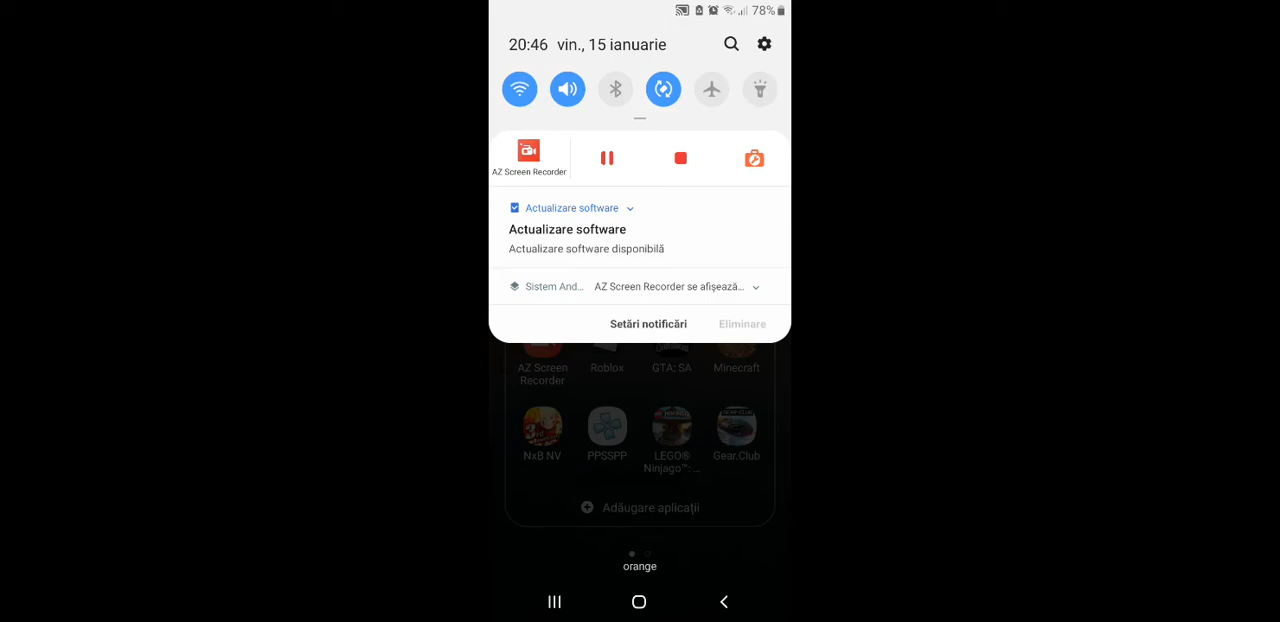 78%
20:46 vin., 15 ianuarie
AZ Screen Recorder
Actualizare software
Actualizare software
Actualizare software disponibilă
Sistem And... AZ Screen Recorder se afișează...
Setări notificări Eliminare
AZ Screen Recorder Roblox GTA: SA Minecraft
NxB NV PPSSPP LEGO® Ninjago™: ... Gear.Club
Adăugare aplicații
orange